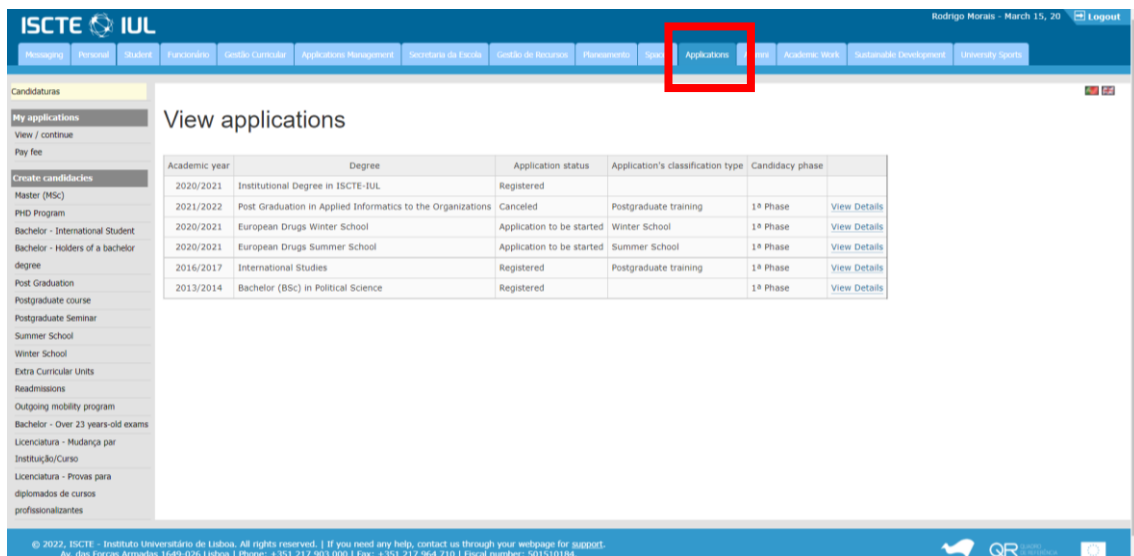 Rodrigo Morais - March 15, 20 Logout
ISCTE IUL
Messaging Personal Student Funcionário Gestão Curricular Applications Management Secretaria da Escola Gestão de Recursos Planeamento Applications Academic Work Sustainable Development University Sports
Candidaturas
My applications
View / continue
Pay fee
Create candidacies
Master (MSc)
PHD Program
Bachelor - International Student
Bachelor - Holders of a bachelor
degree
Post Graduation
Postgraduate course
Postgraduate Seminar
Summer School
Winter School
Extra Curricular Units
Readmissions
Outgoing mobility program
Bachelor - Over 23 years-old exams
Licenciatura - Mudança par
Instituição/Curso
Licenciatura - Provas para
diplomados de cursos
profissionalizantes
View applications
Academic year Degree Application status Application's classification type Candidacy phase
2020/2021 Institutional Degree in ISCTE-IUL Registered
2021/2022 Post Graduation in Applied Informatics to the Organizations Canceled Postgraduate training 1ª Phase View Details
2020/2021 European Drugs Winter School Application to be started Winter School 1ª Phase View Details
2020/2021 European Drugs Summer School Application to be started Summer School 1ª Phase View Details
2016/2017 International Studies Registered Postgraduate training 1ª Phase View Details
2013/2014 Bachelor (BSc) in Political Science Registered 1ª Phase View Details
© 2022, ISCTE - Instituto Universitário de Lisboa. All rights reserved. | If you need any help, contact us through your webpage for support.
Av. das Forças Armadas 1649-026 Lisboa | Phone: +351 217 903 000 | Fax: +351 217 964 710 | Fiscal number: 501510184
QR